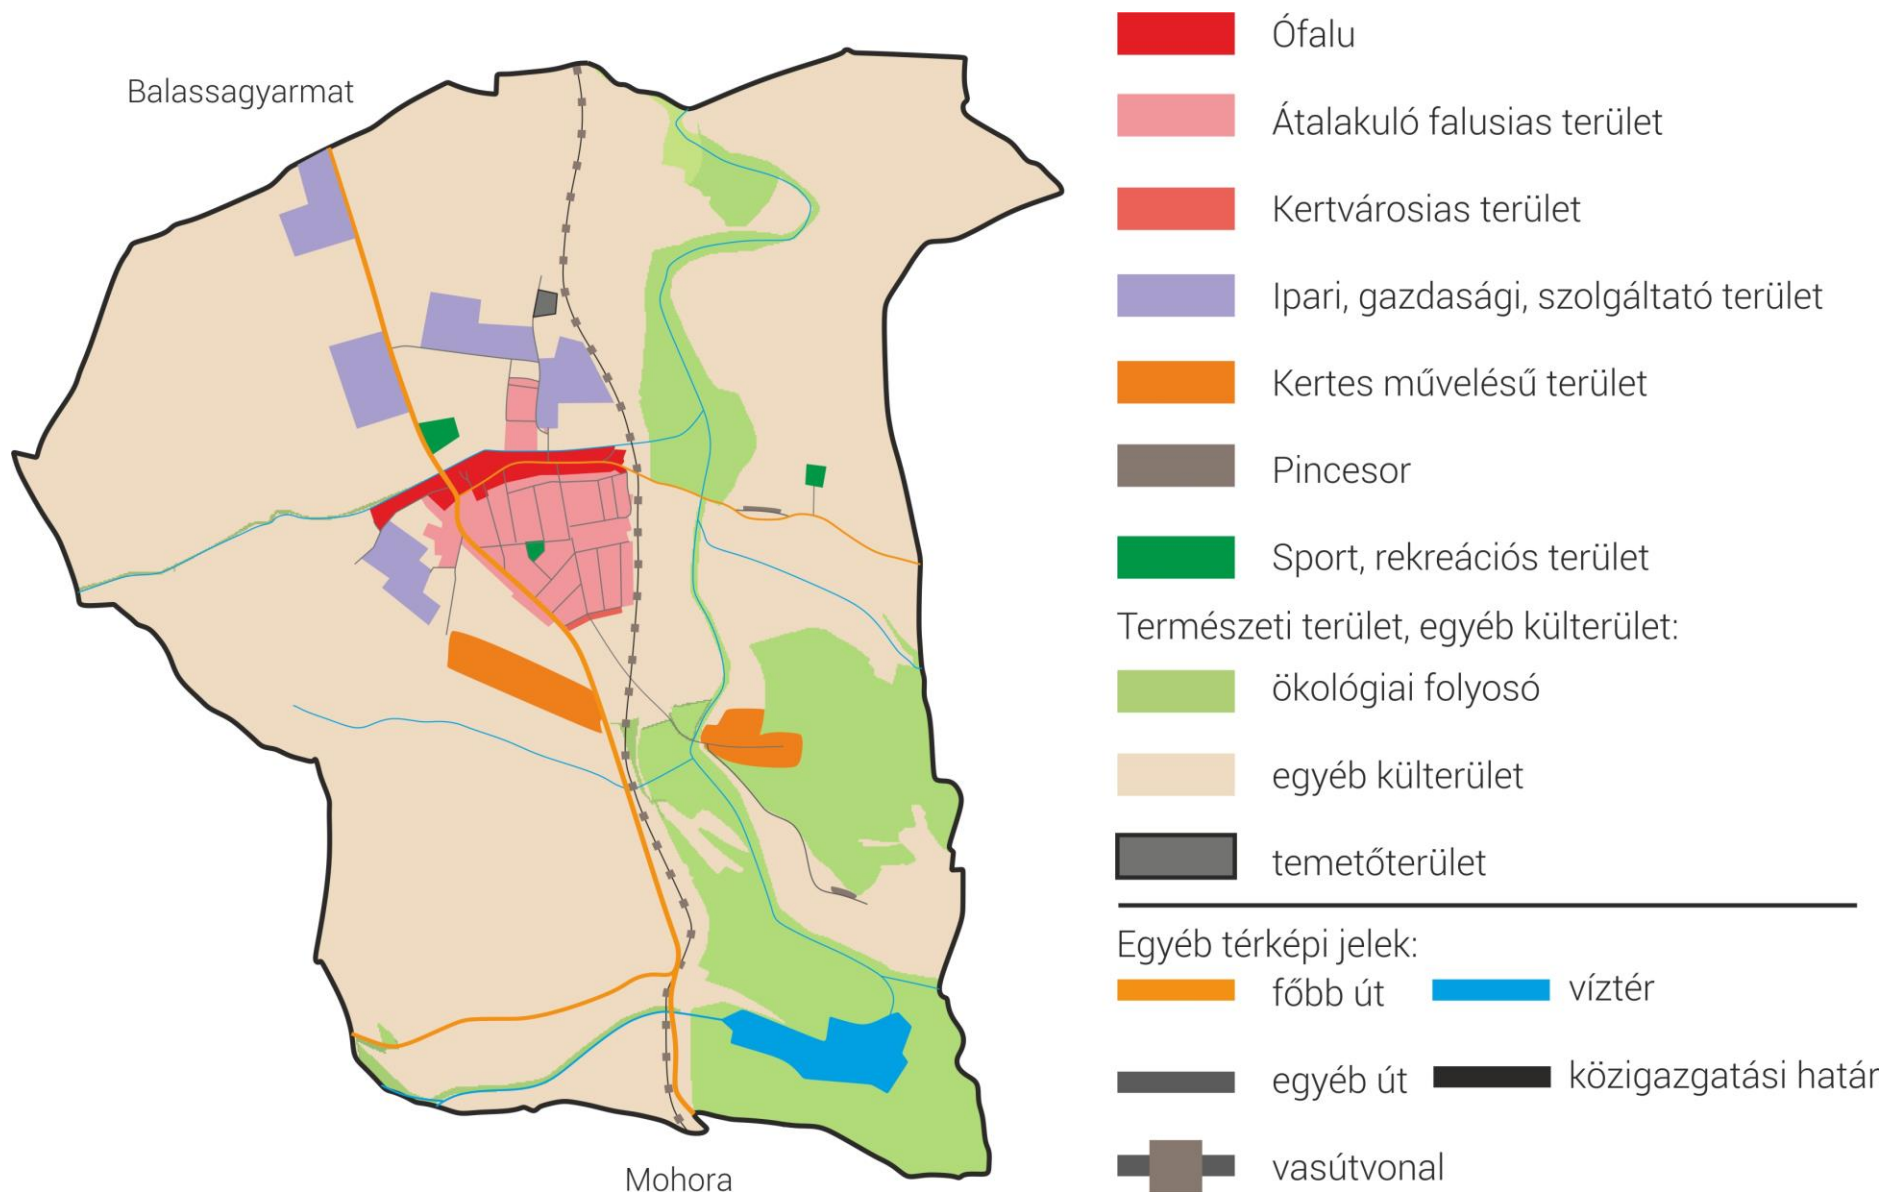 Balassagyarmat
Mohora
Ófalu
Átalakuló falusias terület
Kertvárosias terület
Ipari, gazdasági, szolgáltató terület
Kertes művelésű terület
Pincesor
Sport, rekreációs terület
Természeti terület, egyéb külterület:
ökológiai folyosó
egyéb külterület
temetőterület
Egyéb térképi jelek:
főbb út
víztér
egyéb út
közigazgatási határ
vasútvonal